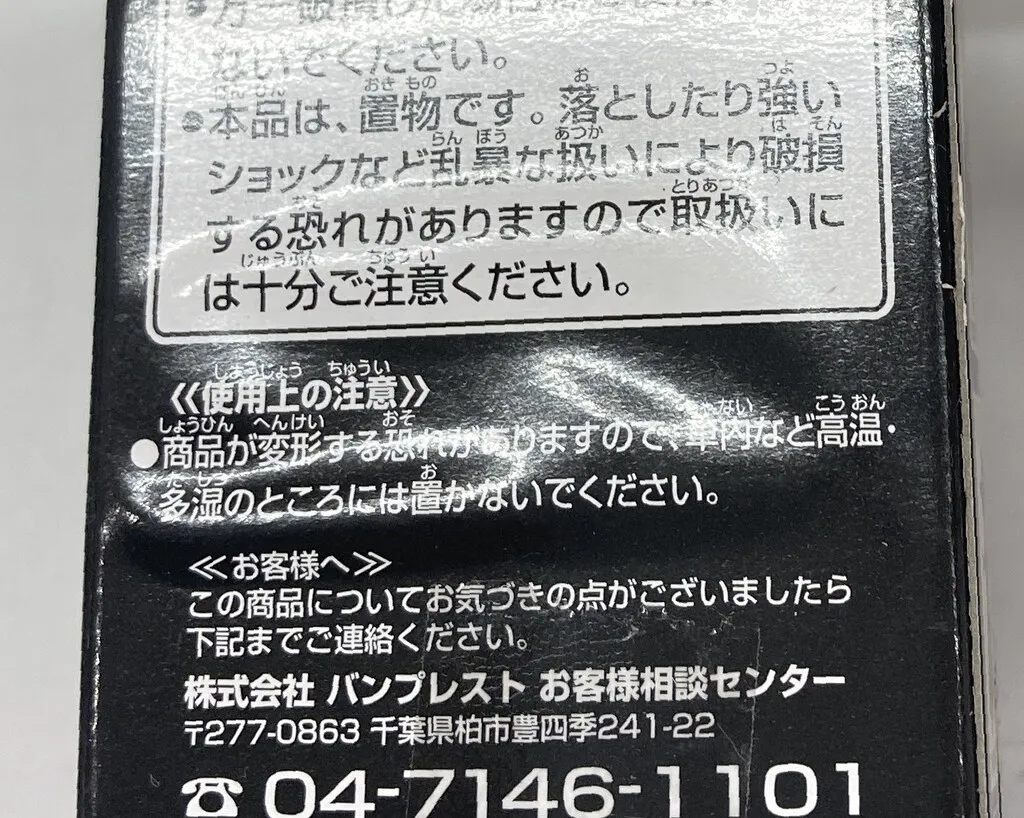 ●万一破損した場合
ないでください。
●本品は、置物です。落としたり強い
ショックなど乱暴な扱いにより破損
する恐れがありますので取扱いに
は十分ご注意ください。
≪使用上の注意≫
●商品が変形する恐れがありますので、車内など高温・
多湿のところには置かないでください。
≪お客様へ≫
この商品についてお気づきの点がございましたら
下記までご連絡ください。
株式会社 バンプレスト お客様相談センター
〒277-0863 千葉県柏市豊四季241-22
☎04-7146-1101